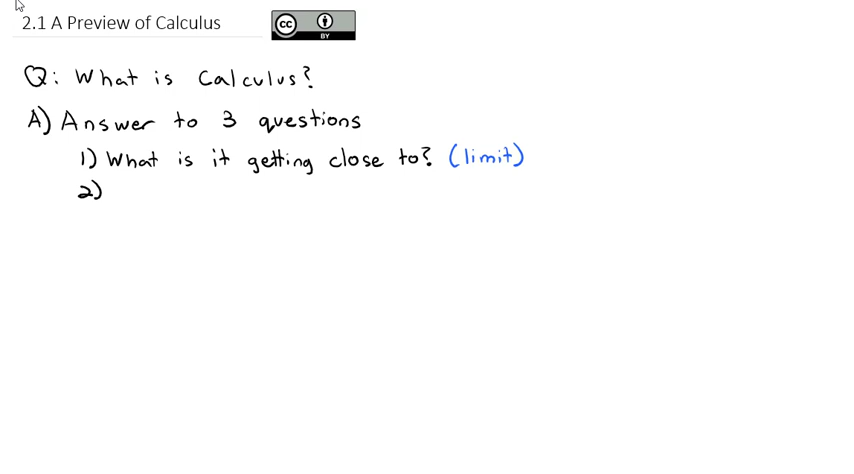 2.1 A Preview of Calculus
CC BY
Q: What is Calculus?
A) Answer to 3 questions
1) What is it getting close to? (limit)
2)